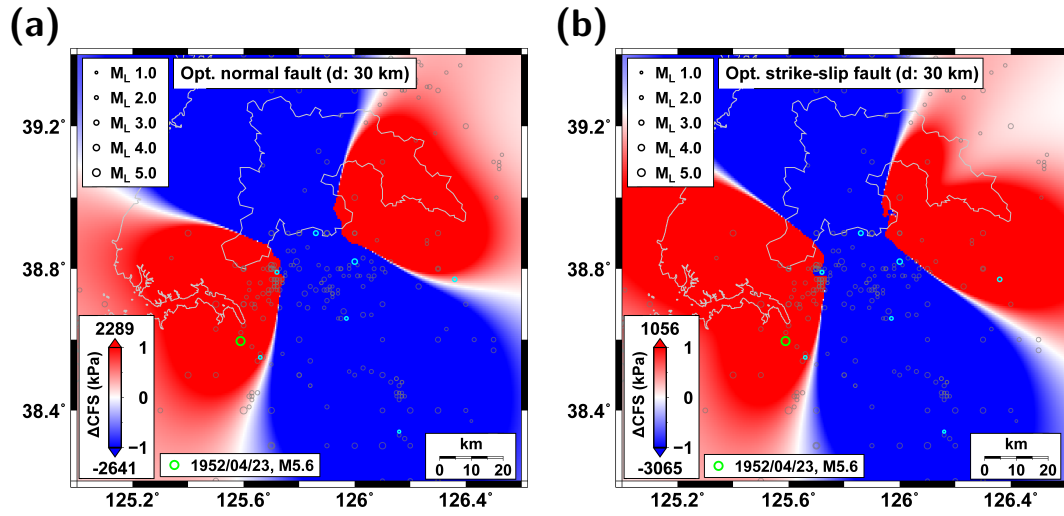 (a)
M_L 1.0
M_L 2.0
M_L 3.0
M_L 4.0
M_L 5.0
Opt. normal fault (d: 30 km)
39.2°
38.8°
38.4°
2289
1
0
−1
-2641
ΔCFS (kPa)
1952/04/23, M5.6
km
0 10 20
125.2 125.6 126 126.4
(b)
M_L 1.0
M_L 2.0
M_L 3.0
M_L 4.0
M_L 5.0
Opt. strike-slip fault (d: 30 km)
39.2°
38.8°
38.4°
1056
1
0
−1
-3065
ΔCFS (kPa)
1952/04/23, M5.6
km
0 10 20
125.2 125.6 126 126.4